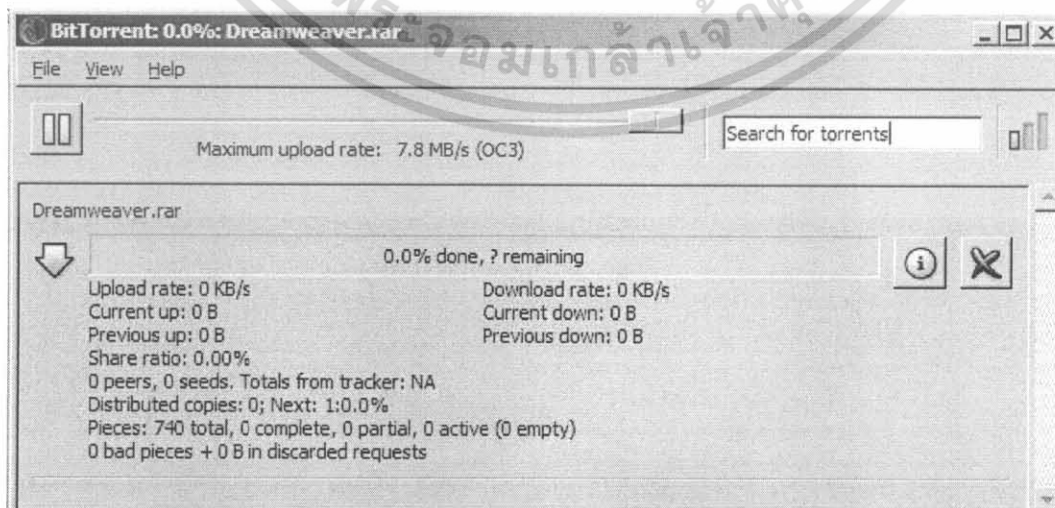 BitTorrent: 0.0%: Dreamweaver.rar
File View Help
Maximum upload rate: 7.8 MB/s (OC3)
Search for torrents
Dreamweaver.rar
0.0% done, ? remaining
Upload rate: 0 KB/s Download rate: 0 KB/s
Current up: 0 B Current down: 0 B
Previous up: 0 B Previous down: 0 B
Share ratio: 0.00%
0 peers, 0 seeds. Totals from tracker: NA
Distributed copies: 0; Next: 1:0.0%
Pieces: 740 total, 0 complete, 0 partial, 0 active (0 empty)
0 bad pieces + 0 B in discarded requests